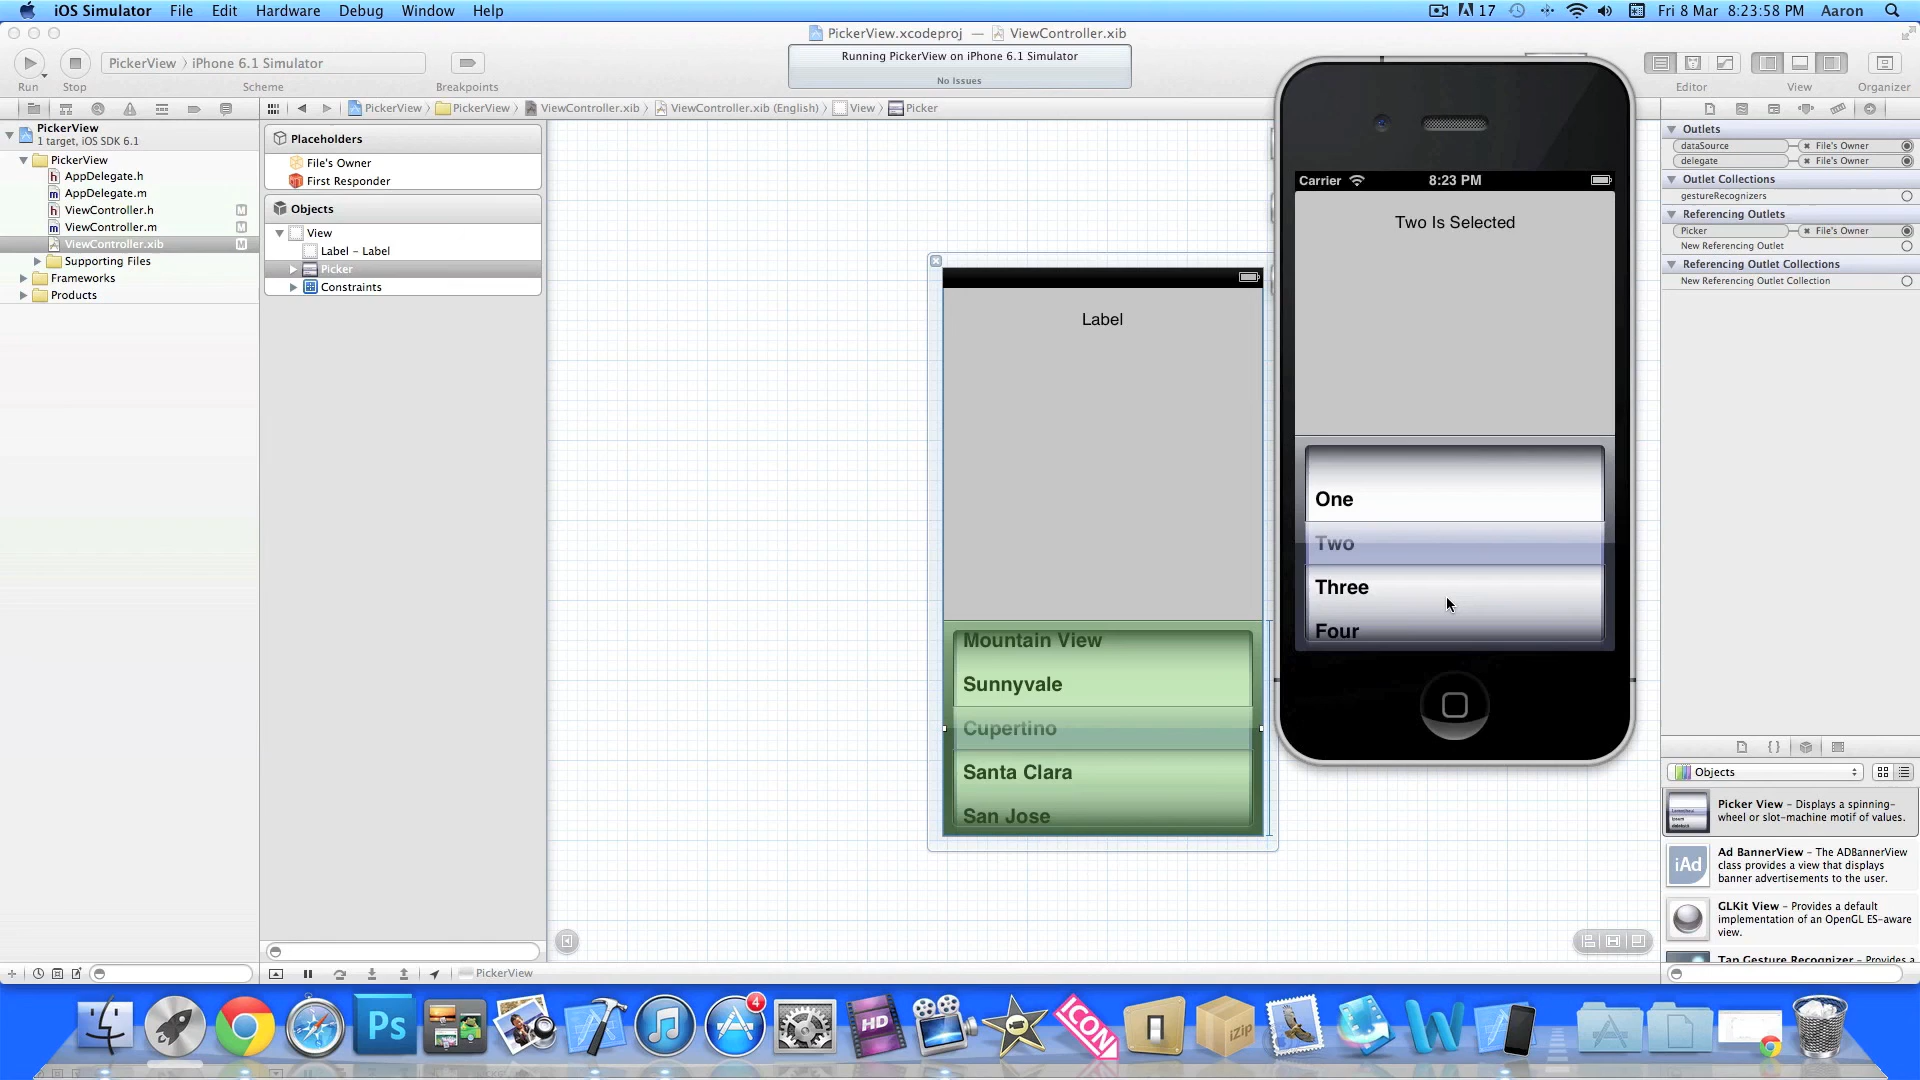 iOS Simulator File Edit Hardware Debug Window Help 17 Fri 8 Mar 8:23:58 PM Aaron
PickerView.xcodeproj — ViewController.xib
PickerView 〉 iPhone 6.1 Simulator
Running PickerView on iPhone 6.1 Simulator
No Issues
Run Stop Scheme Breakpoints Editor View Organizer
PickerView 〉 PickerView 〉 ViewController.xib 〉 ViewController.xib (English) 〉 View 〉 Picker
PickerView
1 target, iOS SDK 6.1
PickerView
AppDelegate.h
AppDelegate.m
ViewController.h M
ViewController.m M
ViewController.xib M
Supporting Files
Frameworks
Products
Placeholders
File's Owner
First Responder
Objects
View
Label - Label
Picker
Constraints
Label
Mountain View
Sunnyvale
Cupertino
Santa Clara
San Jose
Carrier 8:23 PM
Two Is Selected
One
Two
Three
Four
Outlets
dataSource File's Owner
delegate File's Owner
Outlet Collections
gestureRecognizers
Referencing Outlets
Picker File's Owner
New Referencing Outlet
Referencing Outlet Collections
New Referencing Outlet Collection
{ }
Objects
Picker View – Displays a spinning-
wheel or slot-machine motif of values.
iAd
Ad BannerView – The ADBannerView
class provides a view that displays
banner advertisements to the user.
GLKit View – Provides a default
implementation of an OpenGL ES-aware
view.
Tap Gesture Recognizer – Provides a
PickerView
Ps
4
HD
ICON
iZip